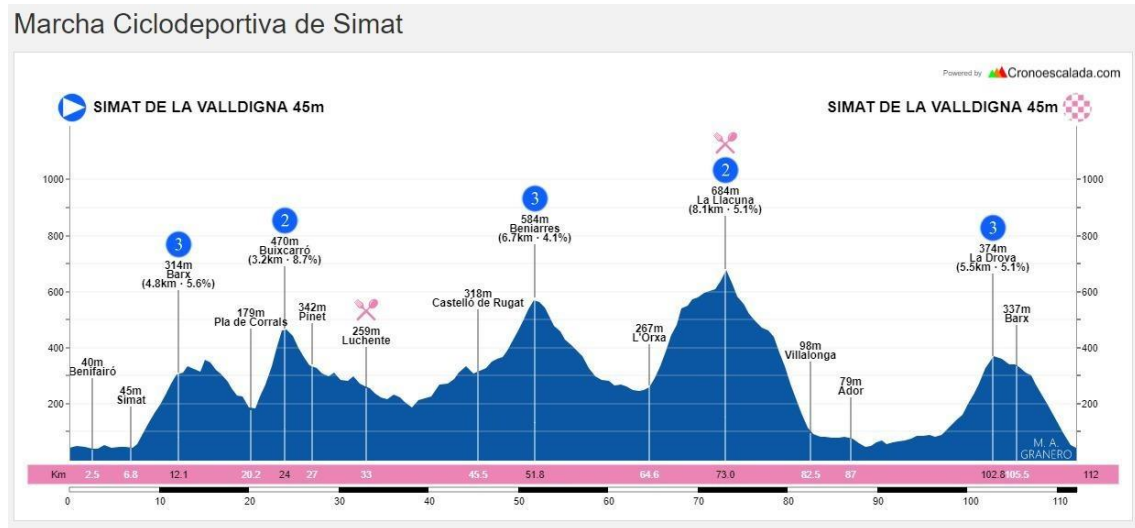 Marcha Ciclodeportiva de Simat
Powered by Cronoescalada.com
SIMAT DE LA VALLDIGNA 45m
SIMAT DE LA VALLDIGNA 45m
1000
800
600
400
200
1000
800
600
400
200
40m
Benifairó
45m
Simat
3
314m
Barx
(4.8km - 5.6%)
179m
Pla de Corrals
2
470m
Buixcarró
(3.2km - 8.7%)
342m
Pinet
259m
Luchente
318m
Castelló de Rugat
3
584m
Beniarres
(6.7km - 4.1%)
267m
L'Orxa
2
684m
La Llacuna
(8.1km - 5.1%)
98m
Villalonga
79m
Ador
3
374m
La Drova
(5.5km - 5.1%)
337m
Barx
M. A.
GRANERO
Km 2.5 6.8 12.1 20.2 24 27 33 45.5 51.8 64.6 73.0 82.5 87 102.8 105.5 112
0 10 20 30 40 50 60 70 80 90 100 110